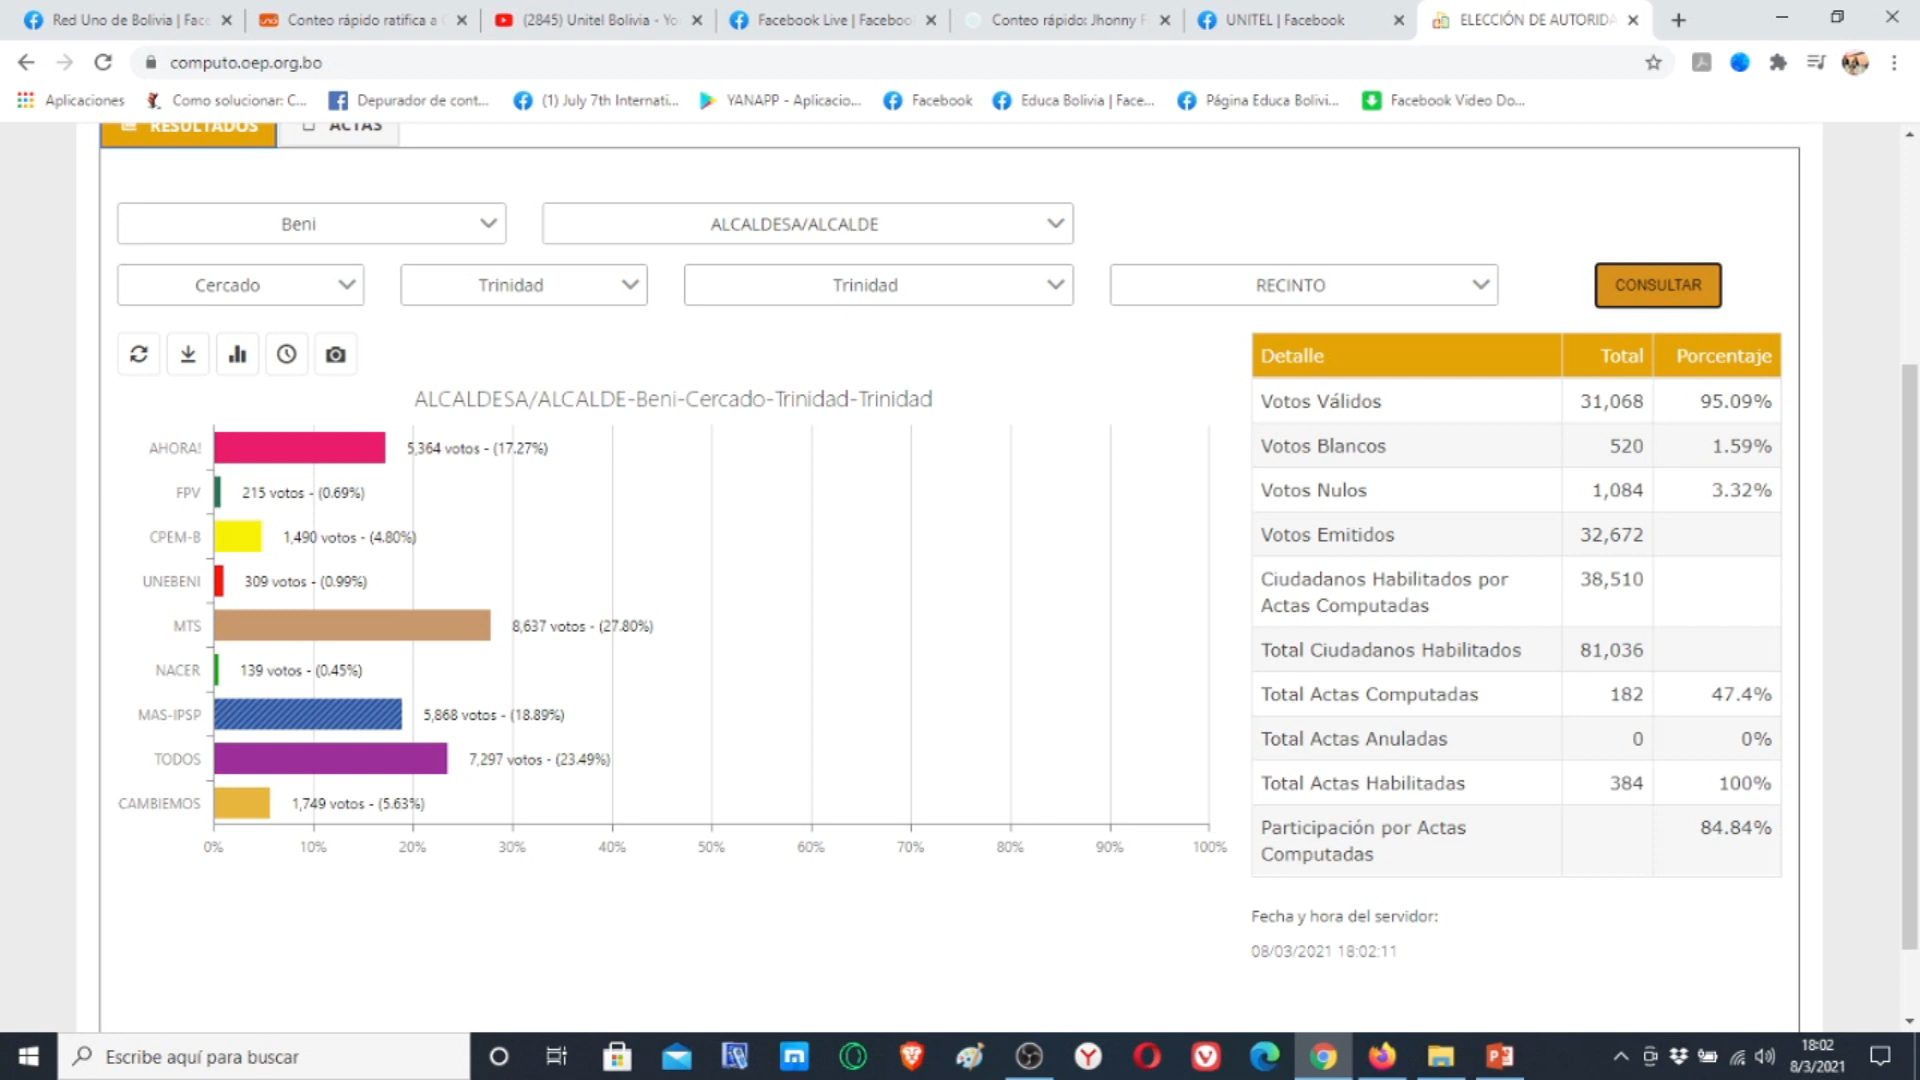 Red Uno de Bolivia | Face
Conteo rápido ratifica a
(2845) Unitel Bolivia - Yo
Facebook Live | Facebook
Conteo rápido: Jhonny F
UNITEL | Facebook
ELECCIÓN DE AUTORIDA
computo.oep.org.bo
Aplicaciones
Como solucionar: C...
Depurador de cont...
(1) July 7th Internati...
YANAPP - Aplicacio...
Facebook
Educa Bolivia | Face...
Página Educa Bolivi...
Facebook Video Do...
RESULTADOS
ACTAS
Beni
ALCALDESA/ALCALDE
Cercado
Trinidad
Trinidad
RECINTO
CONSULTAR
ALCALDESA/ALCALDE-Beni-Cercado-Trinidad-Trinidad
AHORA! 5,364 votos - (17.27%)
FPV 215 votos - (0.69%)
CPEM-B 1,490 votos - (4.80%)
UNEBENI 309 votos - (0.99%)
MTS 8,637 votos - (27.80%)
NACER 139 votos - (0.45%)
MAS-IPSP 5,868 votos - (18.89%)
TODOS 7,297 votos - (23.49%)
CAMBIEMOS 1,749 votos - (5.63%)
0% 10% 20% 30% 40% 50% 60% 70% 80% 90% 100%
Detalle Total Porcentaje
Votos Válidos 31,068 95.09%
Votos Blancos 520 1.59%
Votos Nulos 1,084 3.32%
Votos Emitidos 32,672
Ciudadanos Habilitados por 38,510
Actas Computadas
Total Ciudadanos Habilitados 81,036
Total Actas Computadas 182 47.4%
Total Actas Anuladas 0 0%
Total Actas Habilitadas 384 100%
Participación por Actas 84.84%
Computadas
Fecha y hora del servidor:
08/03/2021 18:02:11
Escribe aquí para buscar
18:02
8/3/2021